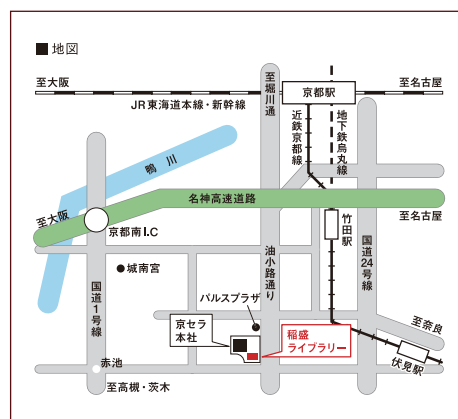 ■地図
至大阪
至堀川通
京都駅
至名古屋
JR東海道本線・新幹線
近鉄京都線
地下鉄烏丸線
鴨川
名神高速道路
至大阪
至名古屋
京都南I.C
竹田駅
城南宮
油小路通り
国道24号線
国道1号線
パルスプラザ
京セラ
本社
稲盛
ライブラリー
至奈良
伏見駅
赤池
至高槻・茨木